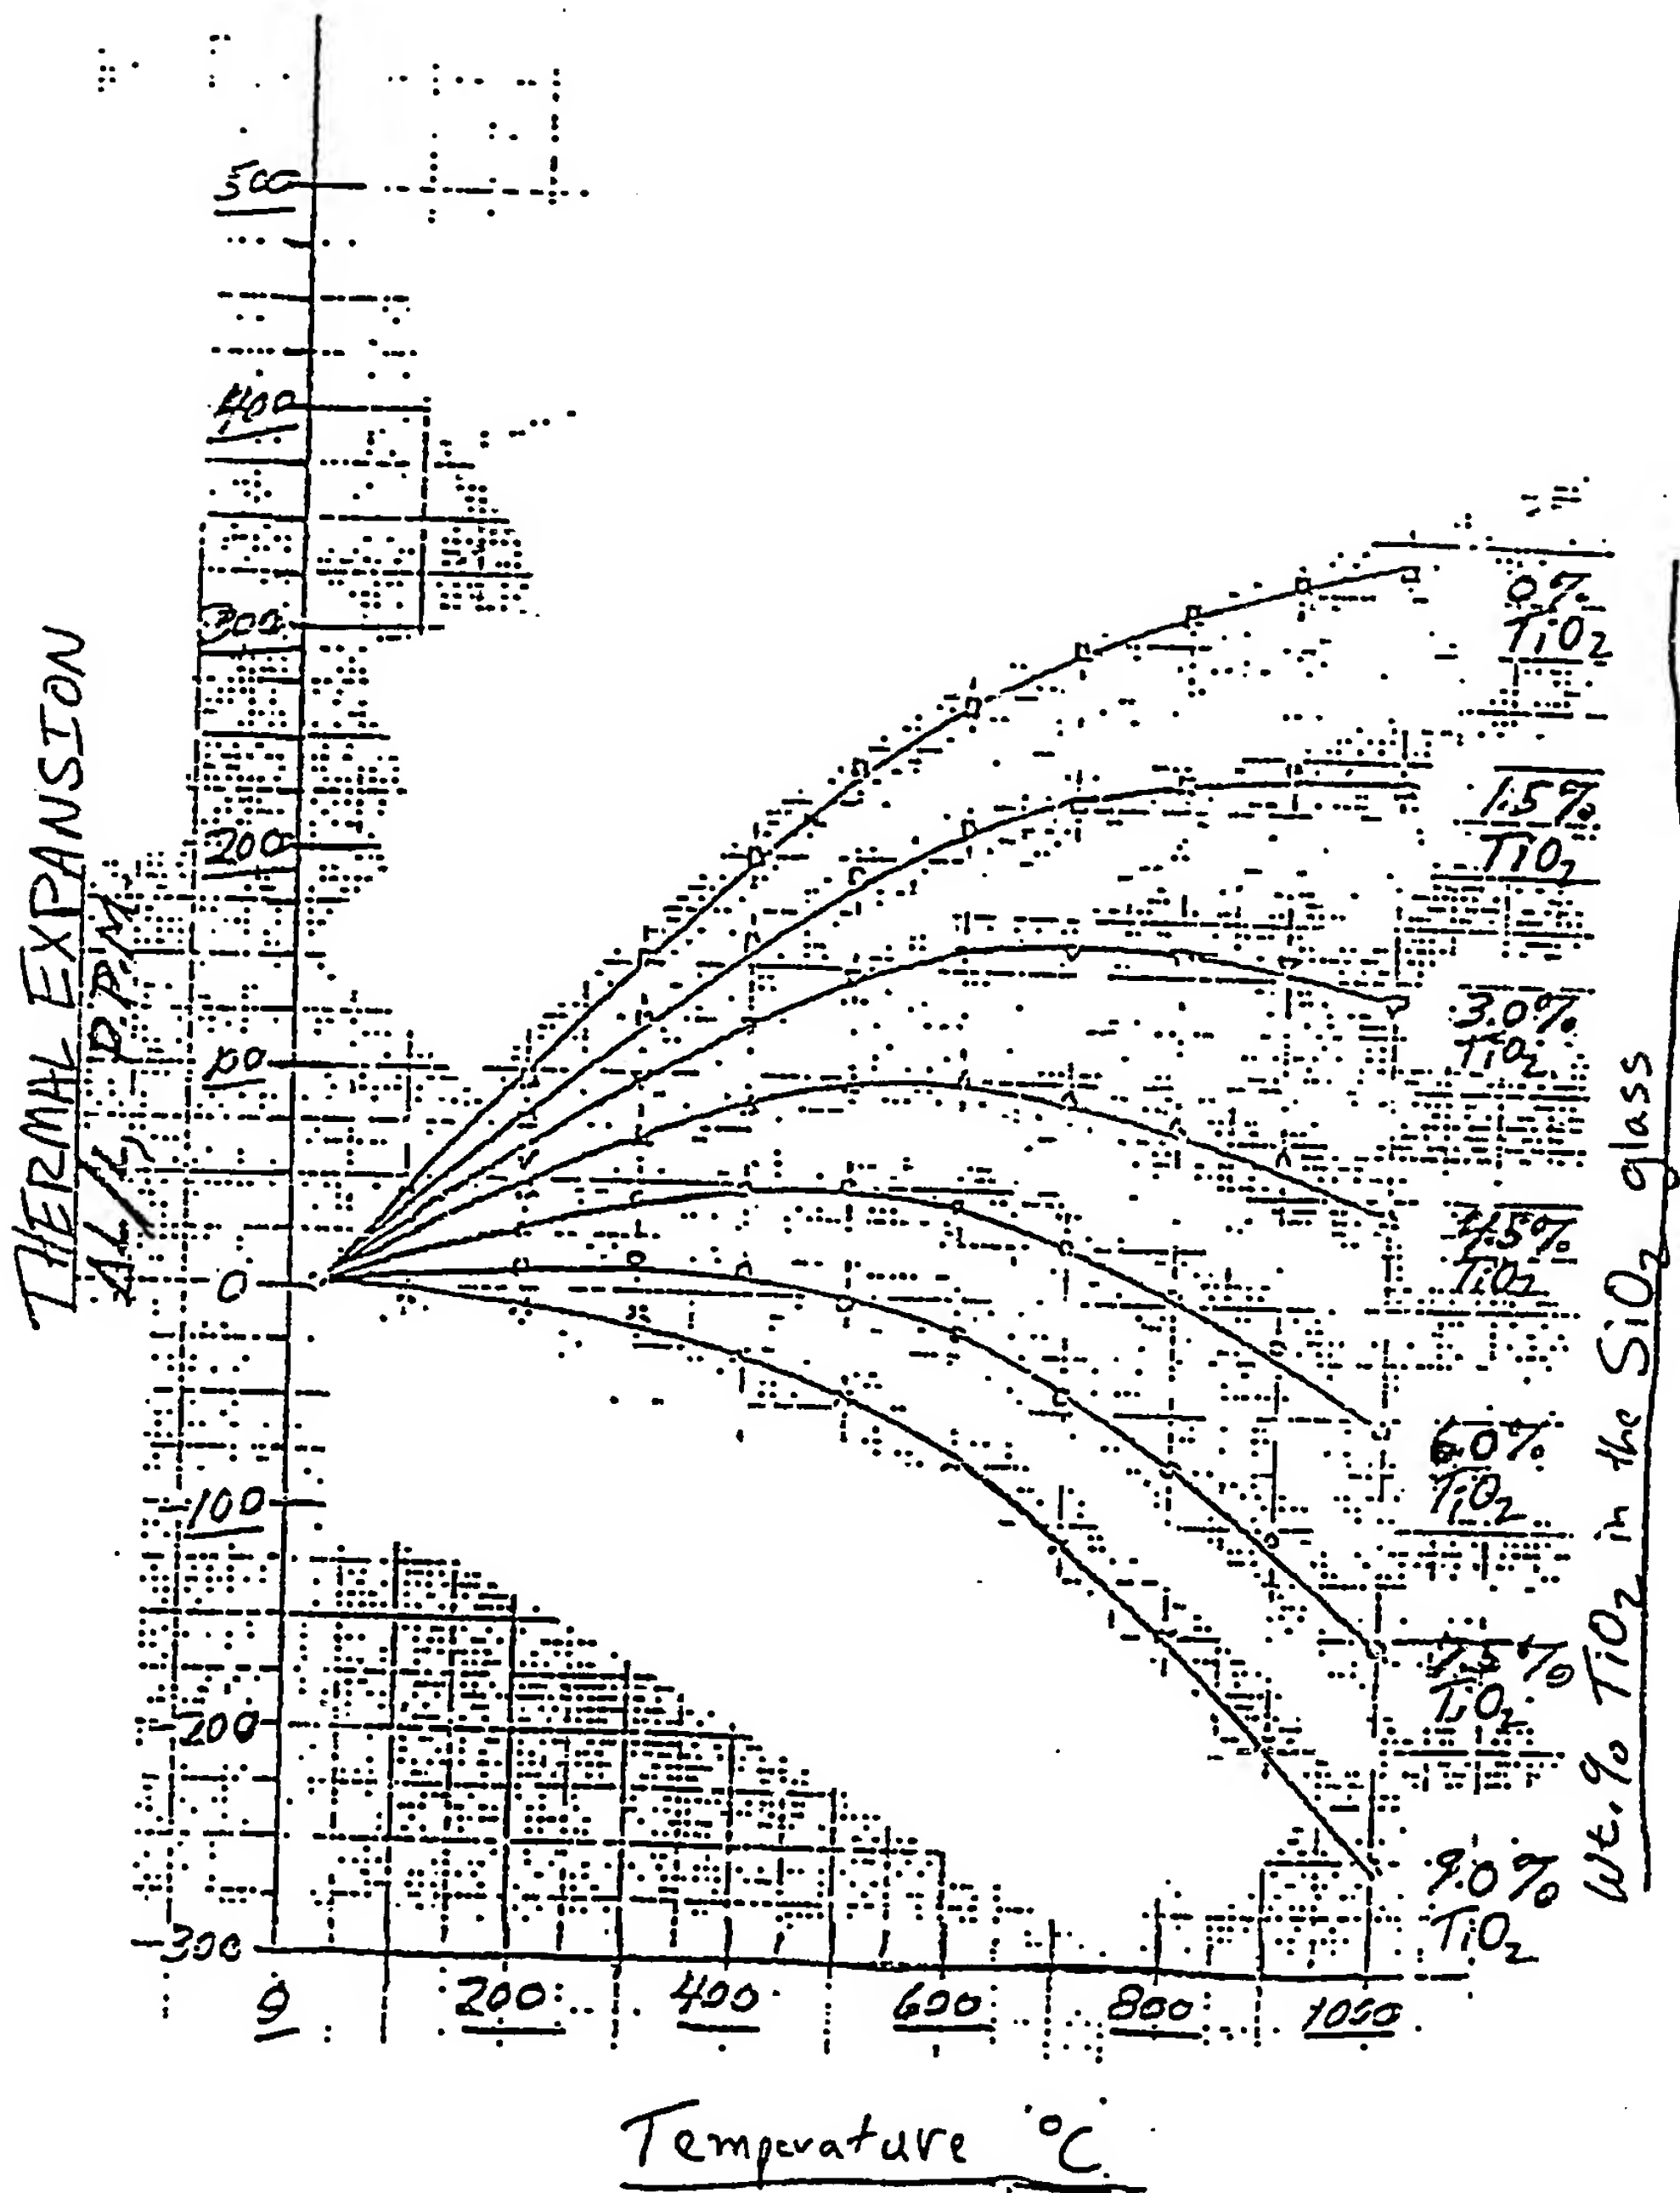 THERMAL EXPANSION
ΔL/L, P.P.M
500
400
300
200
100
0
-100
-200
-300
0
200
400
600
800
1000
Temperature °C
0%
TiO2
1.5%
TiO2
3.0%
TiO2
4.5%
TiO2
6.0%
TiO2
7.5%
TiO2
9.0%
TiO2
Wt.% TiO2 in the SiO2 glass